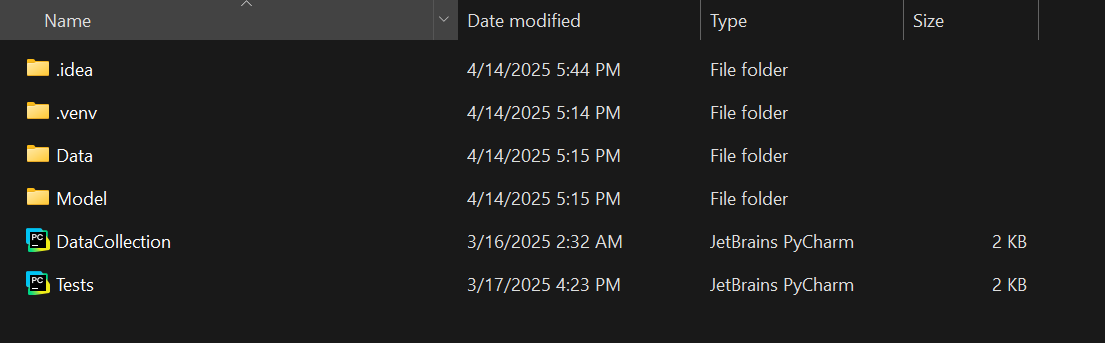 Name Date modified Type Size
.idea 4/14/2025 5:44 PM File folder
.venv 4/14/2025 5:14 PM File folder
Data 4/14/2025 5:15 PM File folder
Model 4/14/2025 5:15 PM File folder
PC DataCollection 3/16/2025 2:32 AM JetBrains PyCharm 2 KB
PC Tests 3/17/2025 4:23 PM JetBrains PyCharm 2 KB